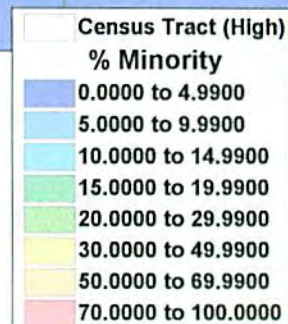 Census Tract (High)
% Minority
0.0000 to 4.9900
5.0000 to 9.9900
10.0000 to 14.9900
15.0000 to 19.9900
20.0000 to 29.9900
30.0000 to 49.9900
50.0000 to 69.9900
70.0000 to 100.0000